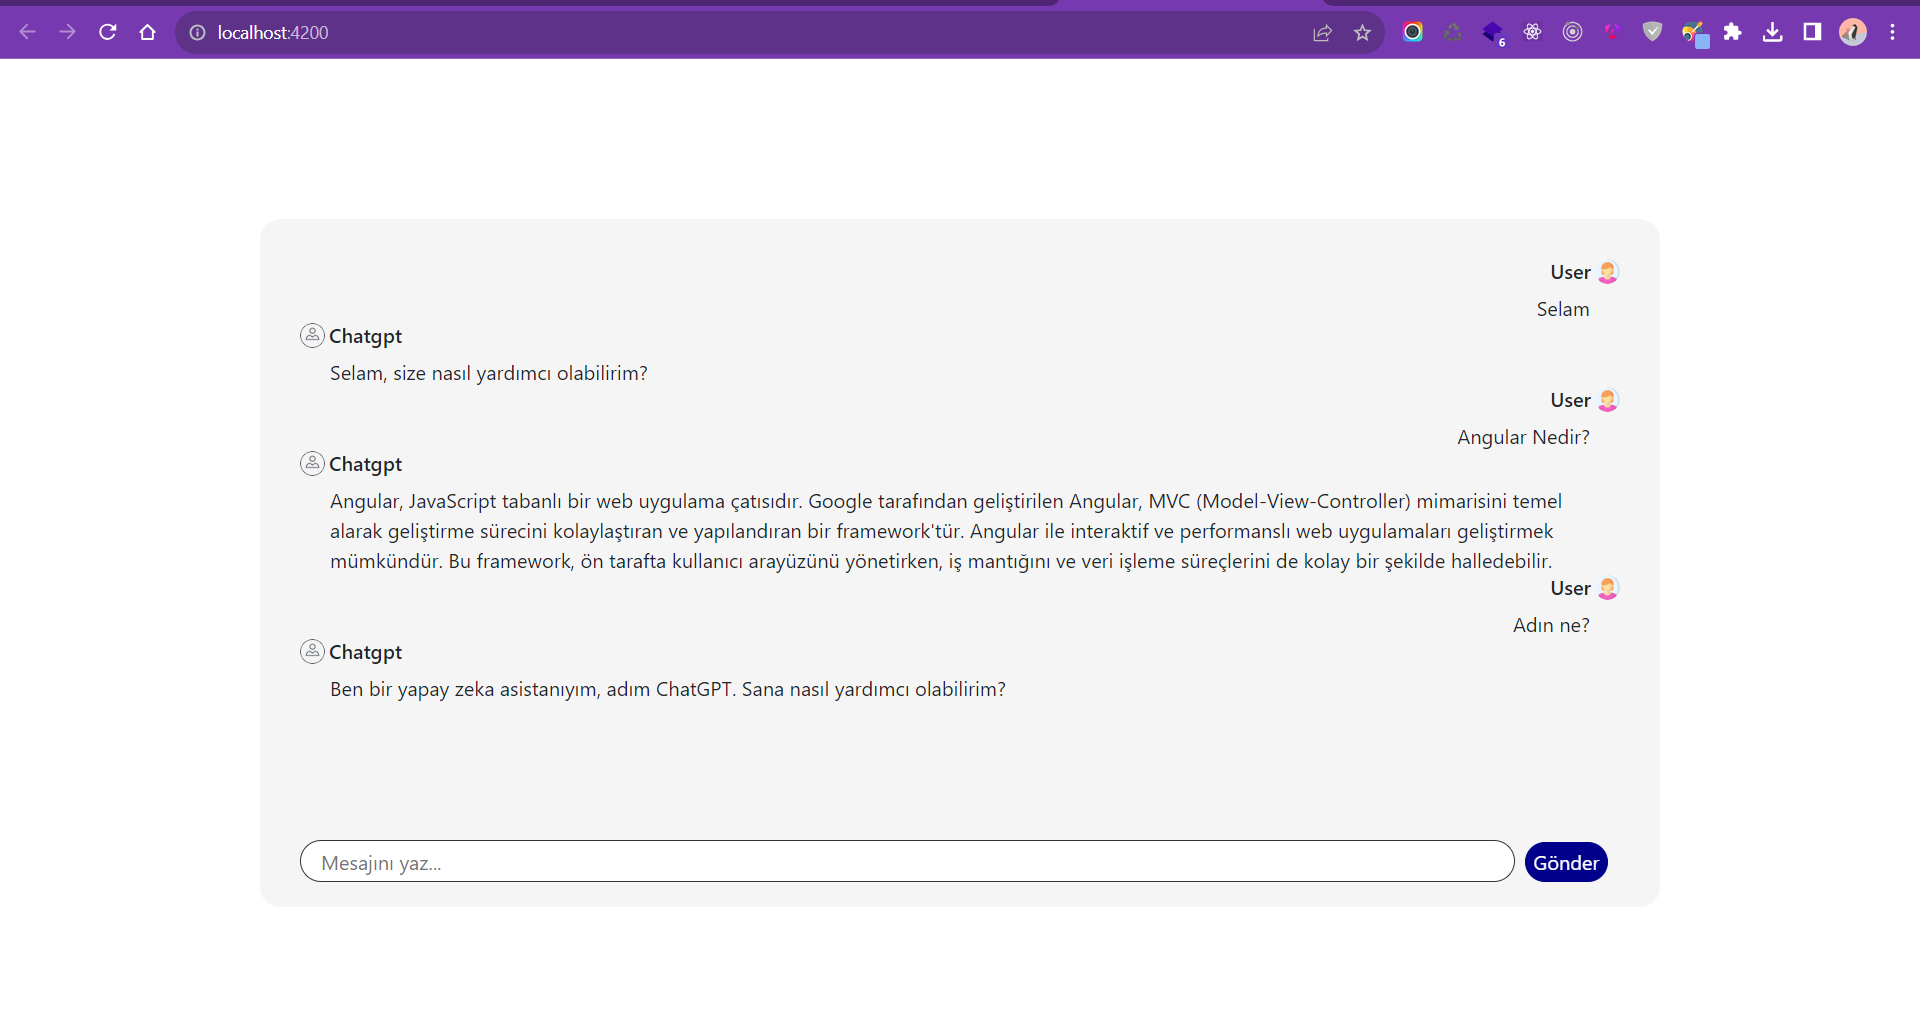 localhost:4200
6
User
Selam
Chatgpt
Selam, size nasıl yardımcı olabilirim?
User
Angular Nedir?
Chatgpt
Angular, JavaScript tabanlı bir web uygulama çatısıdır. Google tarafından geliştirilen Angular, MVC (Model-View-Controller) mimarisini temel
alarak geliştirme sürecini kolaylaştıran ve yapılandıran bir framework'tür. Angular ile interaktif ve performanslı web uygulamaları geliştirmek
mümkündür. Bu framework, ön tarafta kullanıcı arayüzünü yönetirken, iş mantığını ve veri işleme süreçlerini de kolay bir şekilde halledebilir.
User
Adın ne?
Chatgpt
Ben bir yapay zeka asistanıyım, adım ChatGPT. Sana nasıl yardımcı olabilirim?
Mesajını yaz...
Gönder